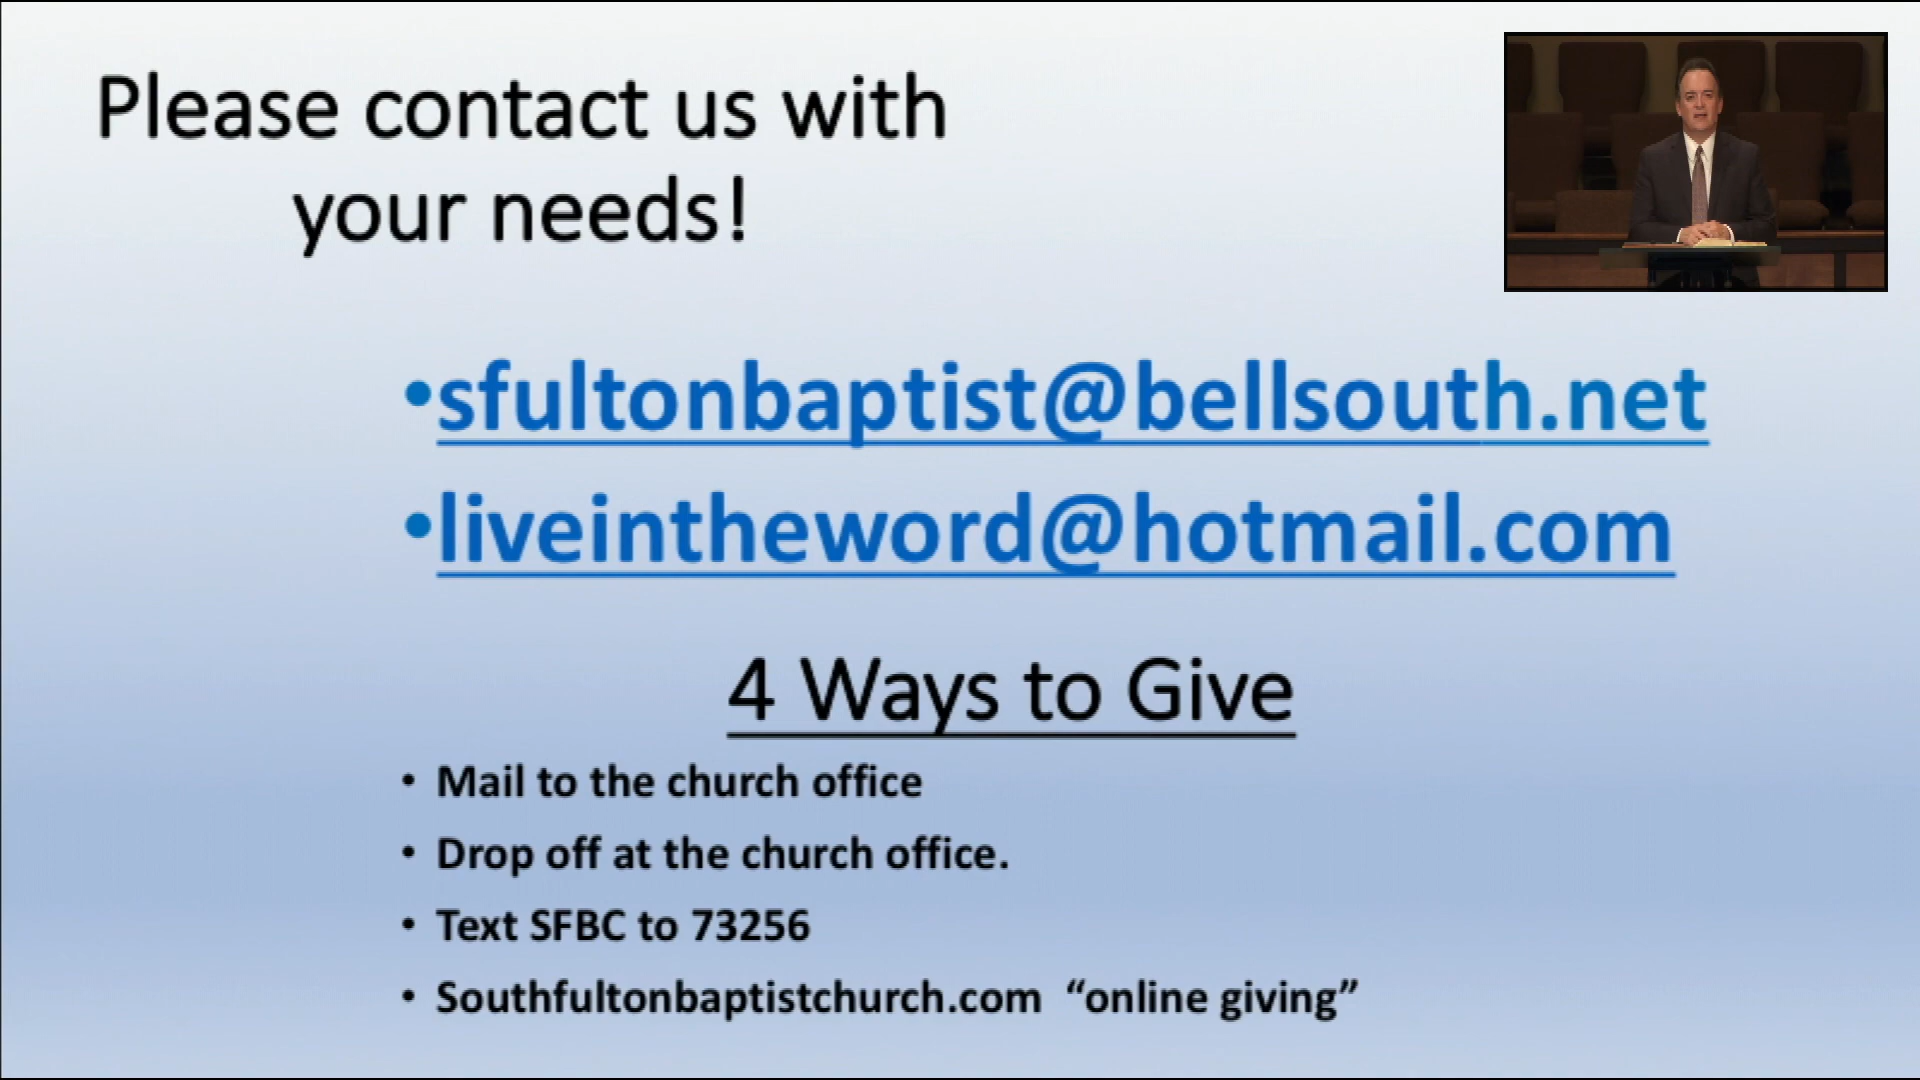 Please contact us with
your needs!
•sfultonbaptist@bellsouth.net
•liveintheword@hotmail.com
4 Ways to Give
• Mail to the church office
• Drop off at the church office.
• Text SFBC to 73256
• Southfultonbaptistchurch.com “online giving”